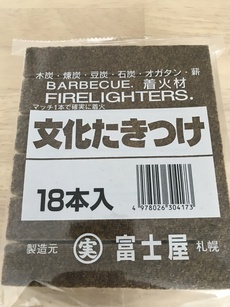 木炭・煉炭・豆炭・石炭・オガタン・薪
BARBECUE. 着火材
FIRELIGHTERS.
マッチ1本で確実に着火
文化たきつけ
18本入
4 978026 304173
製造元 実 富士屋 札幌